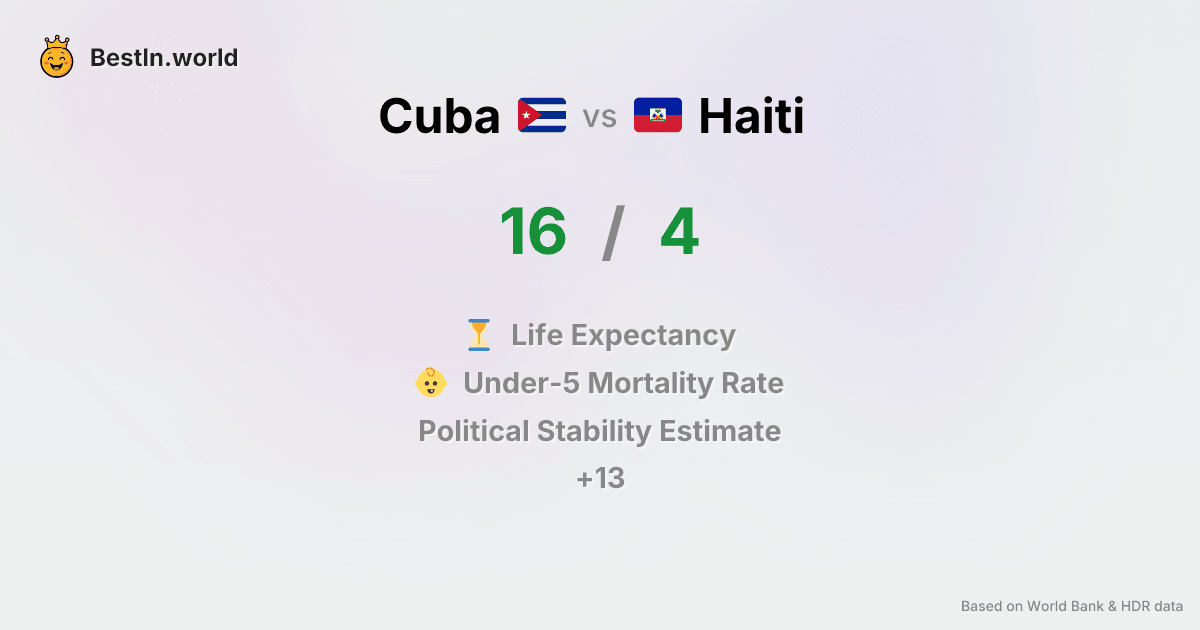 BestIn.world
Cuba vs Haiti
16 / 4
Life Expectancy
Under-5 Mortality Rate
Political Stability Estimate
+13
Based on World Bank & HDR data